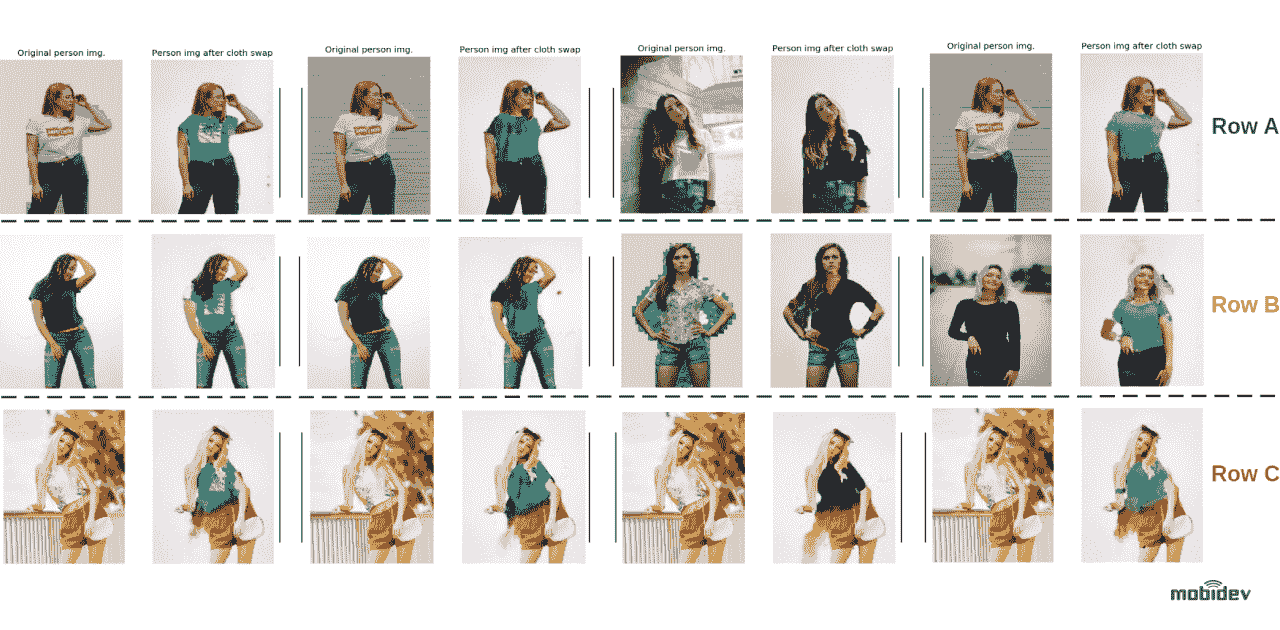 Original person img.
Person img after cloth swap
Original person img.
Person img after cloth swap
Original person img.
Person img after cloth swap
Original person img.
Person img after cloth swap
Row A
Row B
Row C
mobidev